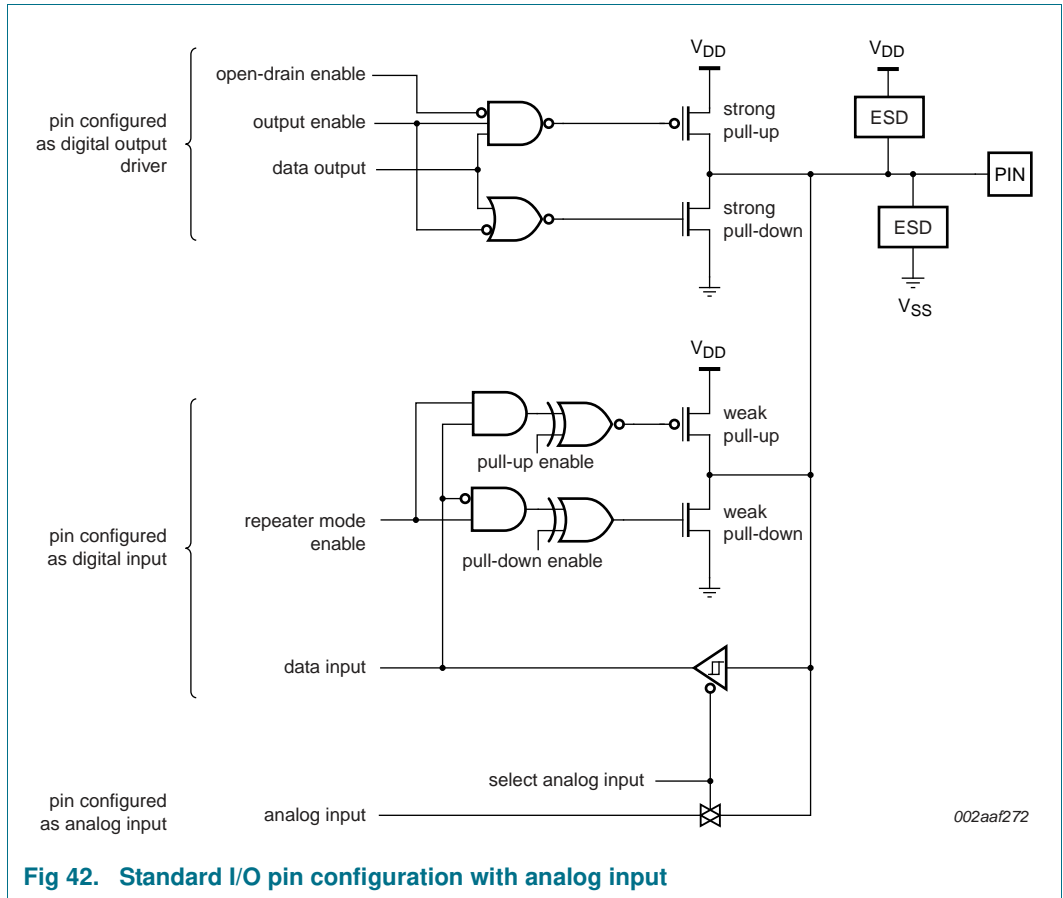 VDD
VDD
open-drain enable
strong
pull-up
ESD
pin configured
as digital output
driver
output enable
data output
PIN
strong
pull-down
ESD
VSS
VDD
weak
pull-up
pull-up enable
pin configured
as digital input
repeater mode
enable
weak
pull-down
pull-down enable
data input
select analog input
pin configured
as analog input
analog input
002aaf272
Fig 42. Standard I/O pin configuration with analog input